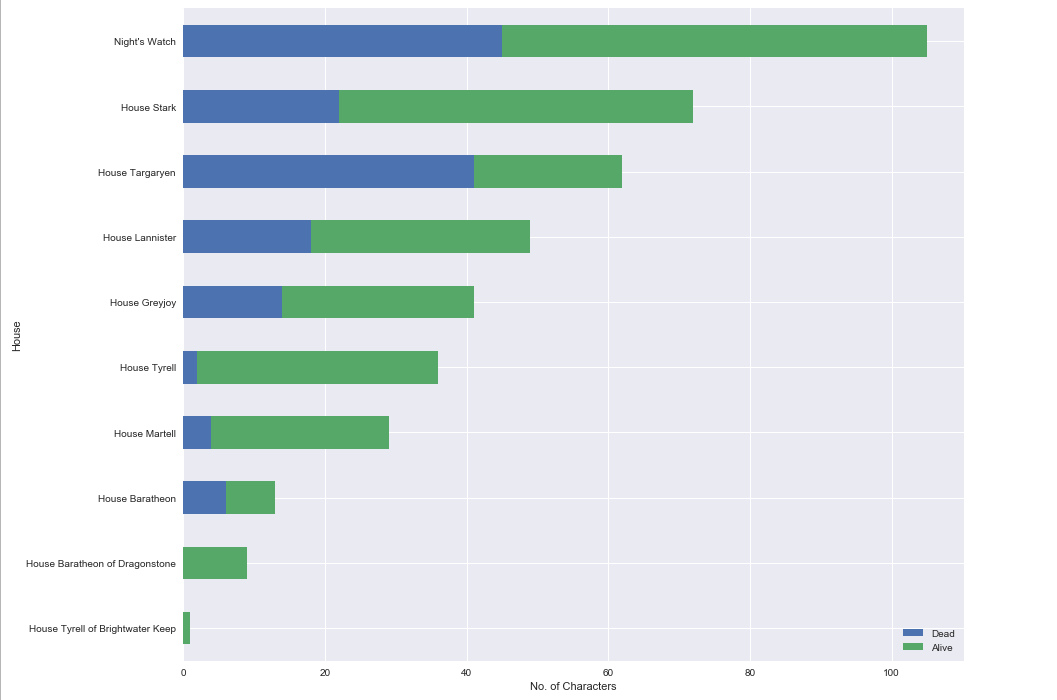 Night's Watch
House Stark
House Targaryen
House Lannister
House Greyjoy
House Tyrell
House Martell
House Baratheon
House Baratheon of Dragonstone
House Tyrell of Brightwater Keep
House
Dead
Alive
0 20 40 60 80 100
No. of Characters